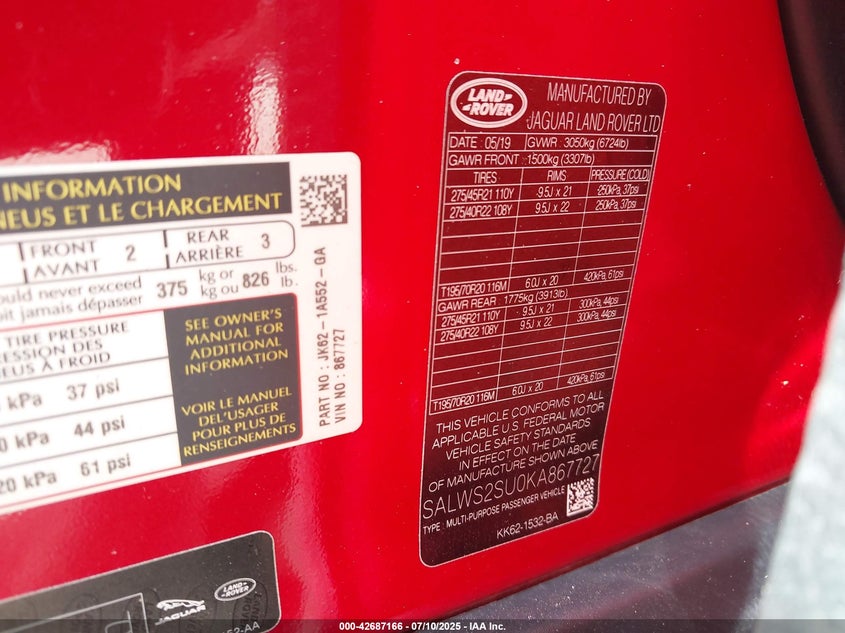 INFORMATION
NEUS ET LE CHARGEMENT
FRONT
AVANT 2
REAR
ARRIÈRE 3
should never exceed
doit jamais dépasser
375 kg or
kg ou 826 lbs.
lb.
TIRE PRESSURE
DES
NEUS À FROID
kPa 37 psi
kPa 44 psi
kPa 61 psi
SEE OWNER'S
MANUAL FOR
ADDITIONAL
INFORMATION
VOIR LE MANUEL
DE L'USAGER
POUR PLUS DE
RENSEIGNEMENTS
PART NO : JK62-1A552-GA
VIN NO : 867727
LAND
ROVER
MANUFACTURED BY
JAGUAR LAND ROVER LTD
DATE : 05/19 GVWR : 3050kg (6724lb)
GAWR FRONT : 1500kg (3307lb)
TIRES RIMS PRESSURE (COLD)
275/45R21 110Y 9.5J x 21 250kPa, 37psi
275/40R22 108Y 9.5J x 22 250kPa, 37psi
T195/70R20 116M 6.0J x 20 420kPa, 61psi
GAWR REAR : 1775kg (3913lb)
275/45R21 110Y 9.5J x 21 300kPa, 44psi
275/40R22 108Y 9.5J x 22 300kPa, 44psi
T195/70R20 116M 6.0J x 20 420kPa, 61psi
THIS VEHICLE CONFORMS TO ALL
APPLICABLE U.S. FEDERAL MOTOR
VEHICLE SAFETY STANDARDS
IN EFFECT ON THE DATE
OF MANUFACTURE SHOWN ABOVE
SALWS2SU0KA867727
TYPE : MULTI-PURPOSE PASSENGER VEHICLE
KK62-1532-BA
JAGUAR
LAND
ROVER
000-42687166 - 07/10/2025 - IAA Inc.